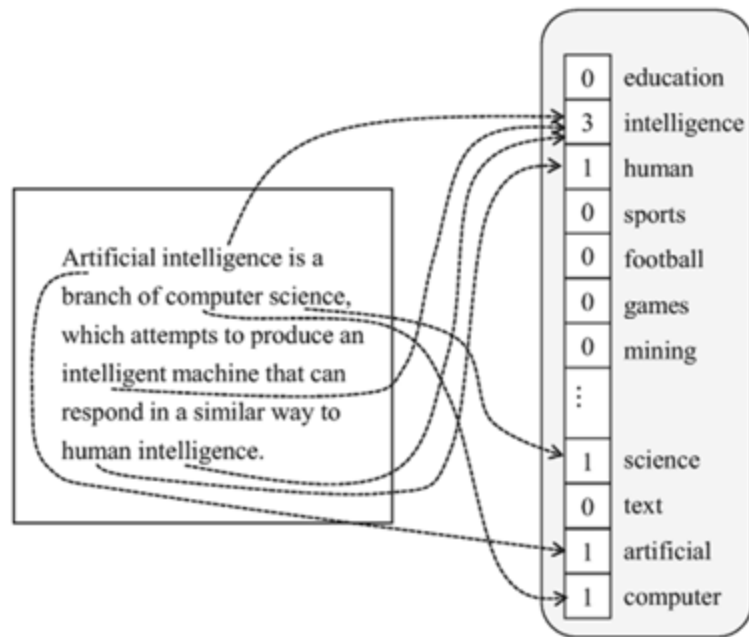 0 education
3 intelligence
1 human
0 sports
0 football
0 games
0 mining
⋮
1 science
0 text
1 artificial
1 computer
Artificial intelligence is a
branch of computer science,
which attempts to produce an
intelligent machine that can
respond in a similar way to
human intelligence.